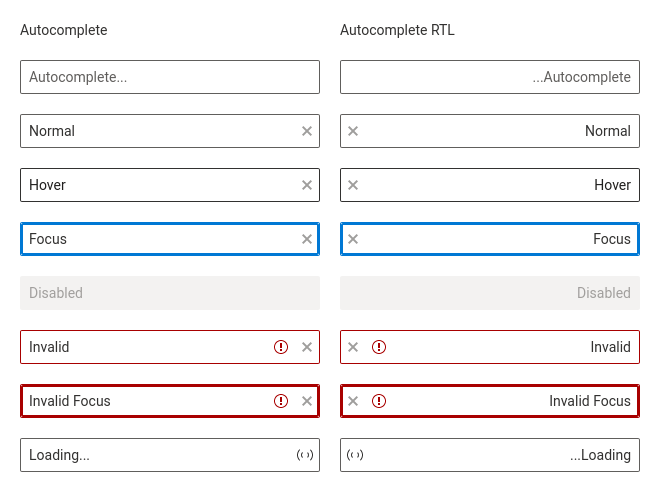 Autocomplete
Autocomplete...
Normal
Hover
Focus
Disabled
Invalid
Invalid Focus
Loading...
Autocomplete RTL
...Autocomplete
Normal
Hover
Focus
Disabled
Invalid
Invalid Focus
...Loading